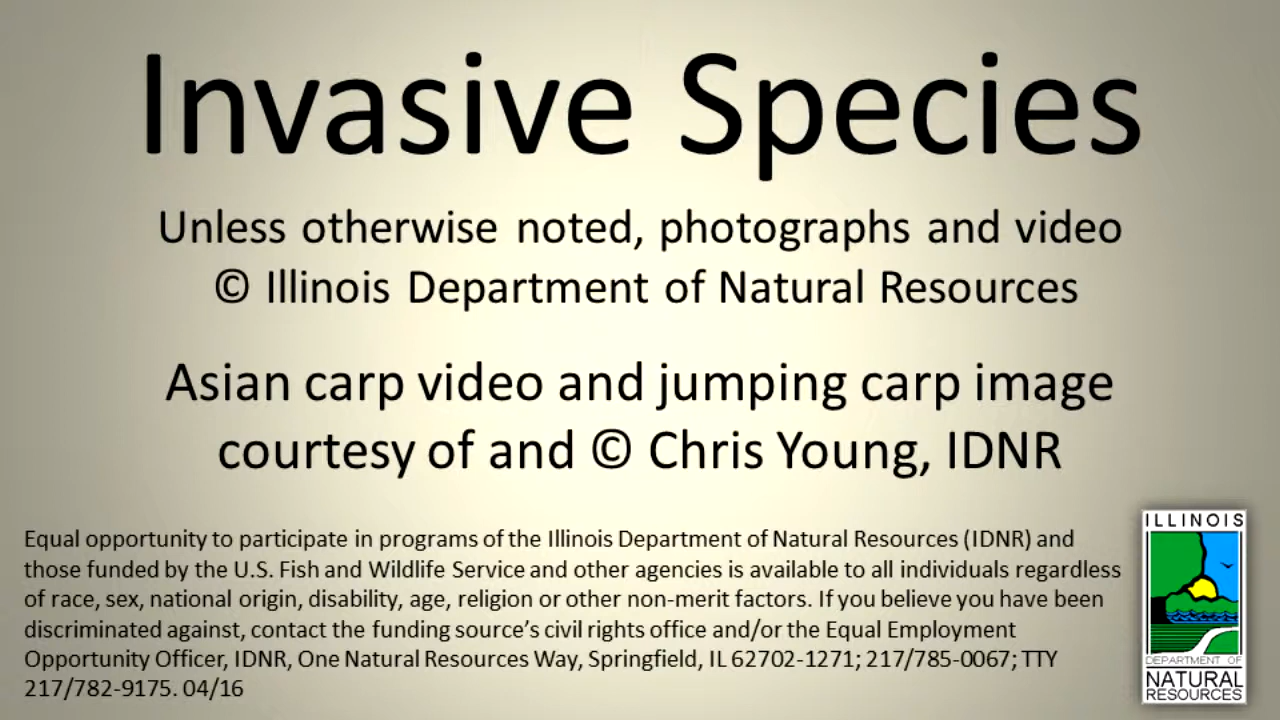 Invasive Species
Unless otherwise noted, photographs and video
© Illinois Department of Natural Resources
Asian carp video and jumping carp image
courtesy of and © Chris Young, IDNR
Equal opportunity to participate in programs of the Illinois Department of Natural Resources (IDNR) and
those funded by the U.S. Fish and Wildlife Service and other agencies is available to all individuals regardless
of race, sex, national origin, disability, age, religion or other non-merit factors. If you believe you have been
discriminated against, contact the funding source's civil rights office and/or the Equal Employment
Opportunity Officer, IDNR, One Natural Resources Way, Springfield, IL 62702-1271; 217/785-0067; TTY
217/782-9175. 04/16
ILLINOIS
DEPARTMENT OF
NATURAL
RESOURCES